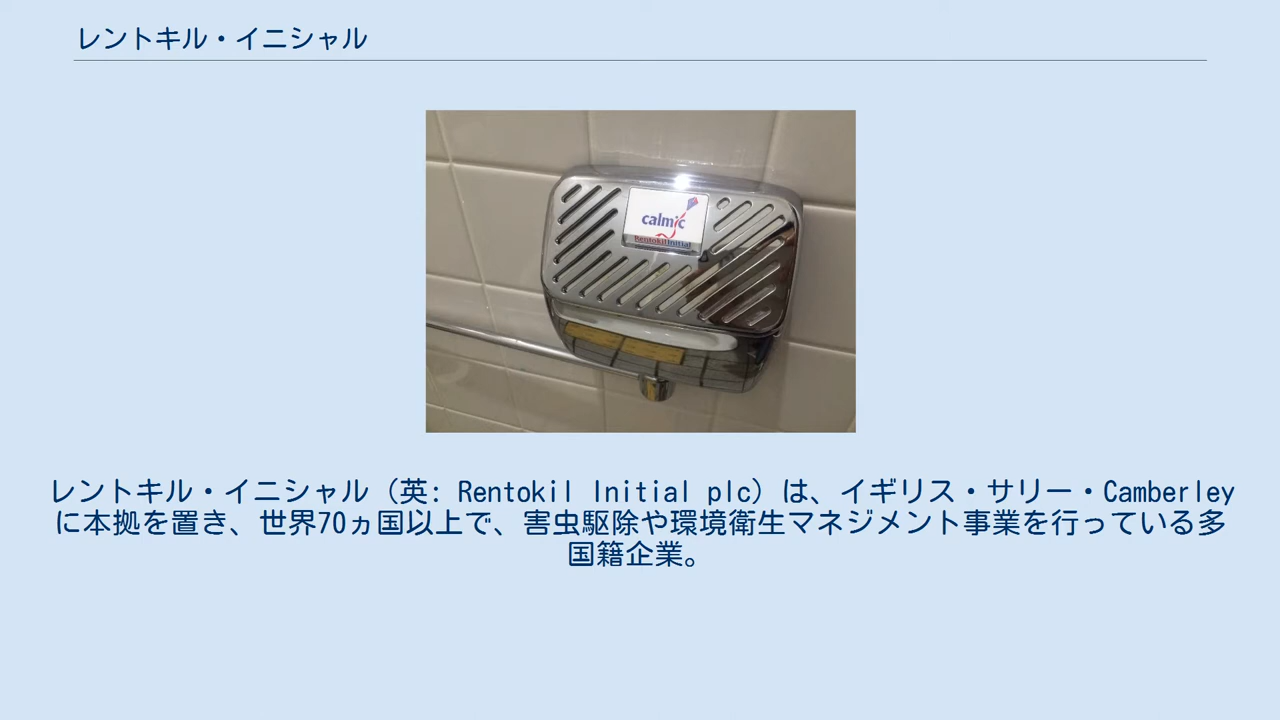 レントキル・イニシャル
calmic
Rentokil Initial
レントキル・イニシャル（英: Rentokil Initial plc）は、イギリス・サリー・Camberley
に本拠を置き、世界70ヵ国以上で、害虫駆除や環境衛生マネジメント事業を行っている多
国籍企業。